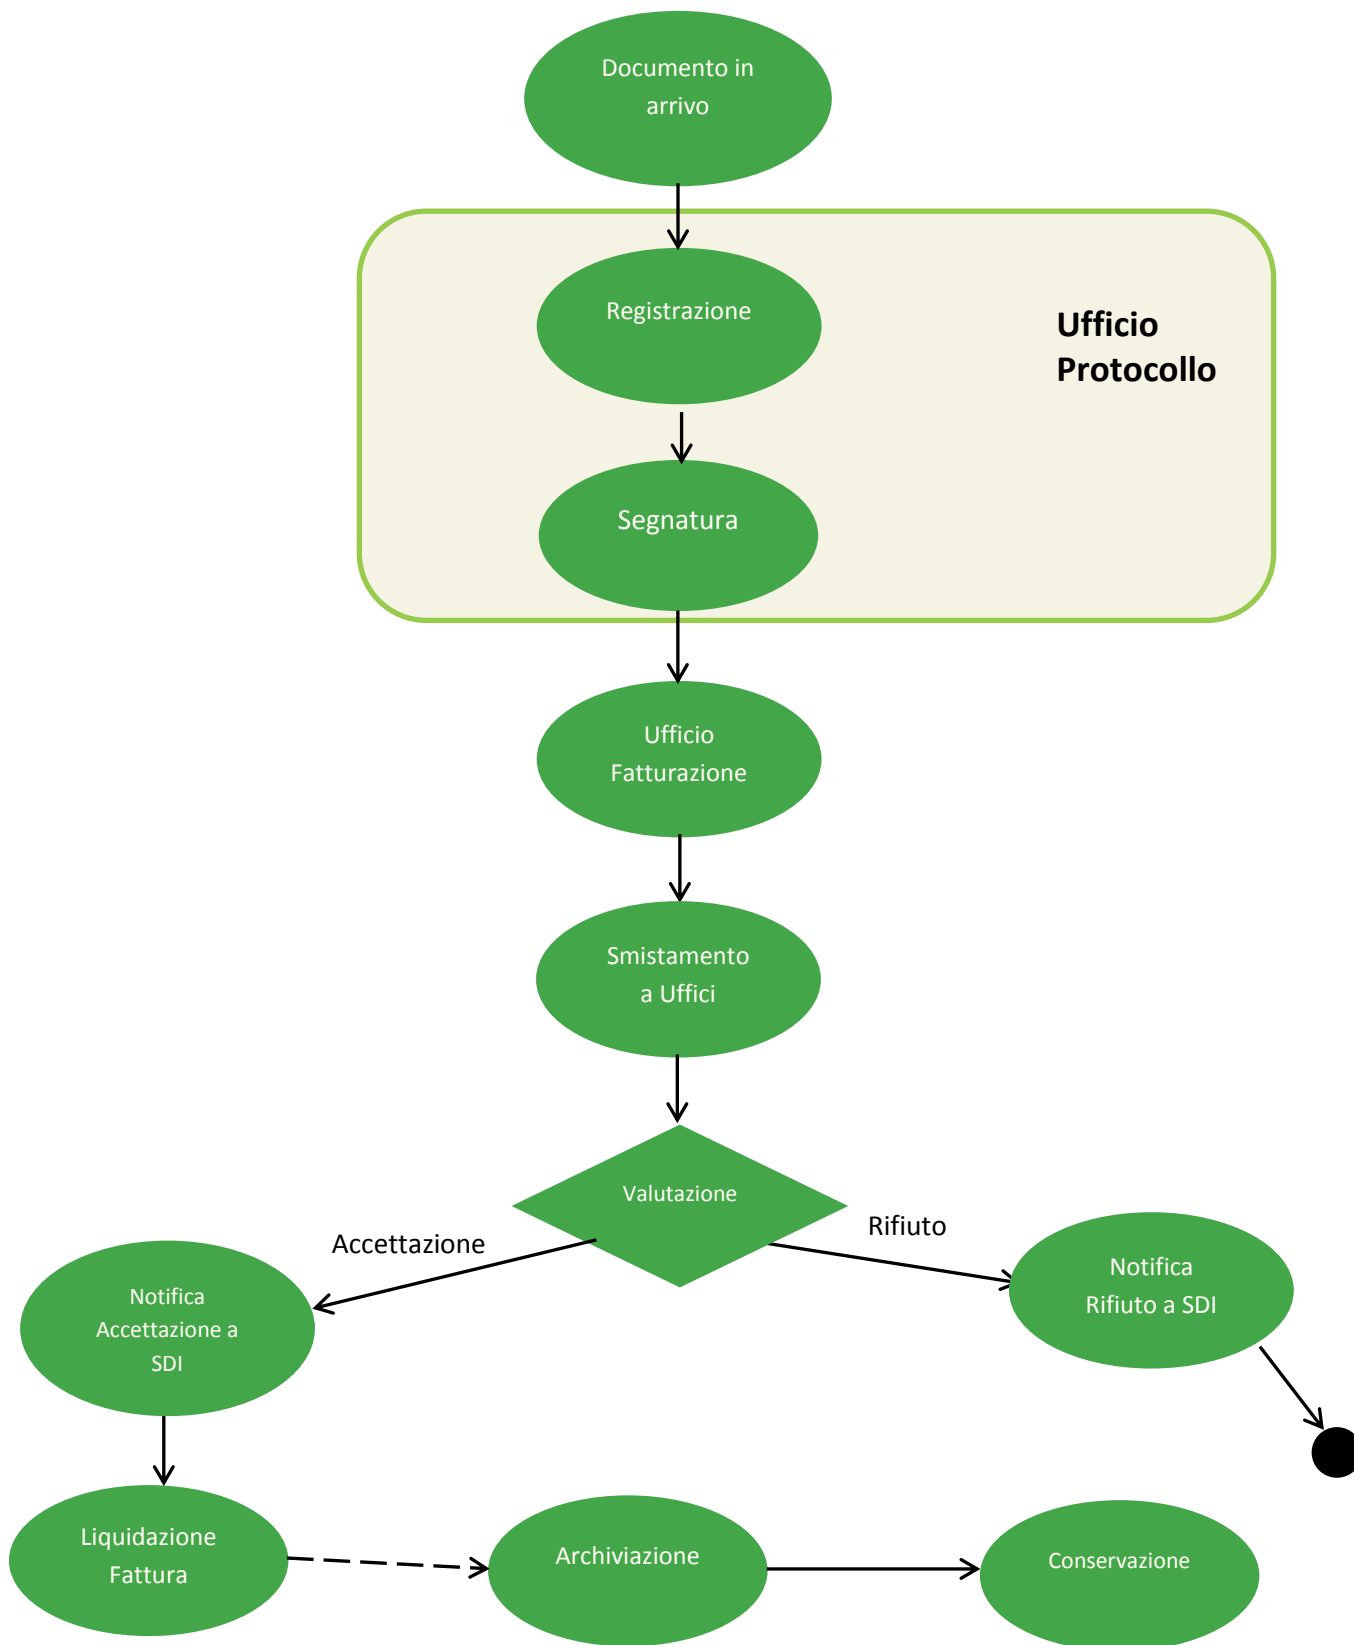 Documento in
arrivo
Registrazione
Ufficio
Protocollo
Segnatura
Ufficio
Fatturazione
Smistamento
a Uffici
Valutazione
Accettazione
Rifiuto
Notifica
Rifiuto a SDI
Notifica
Accettazione a
SDI
Liquidazione
Fattura
Archiviazione
Conservazione